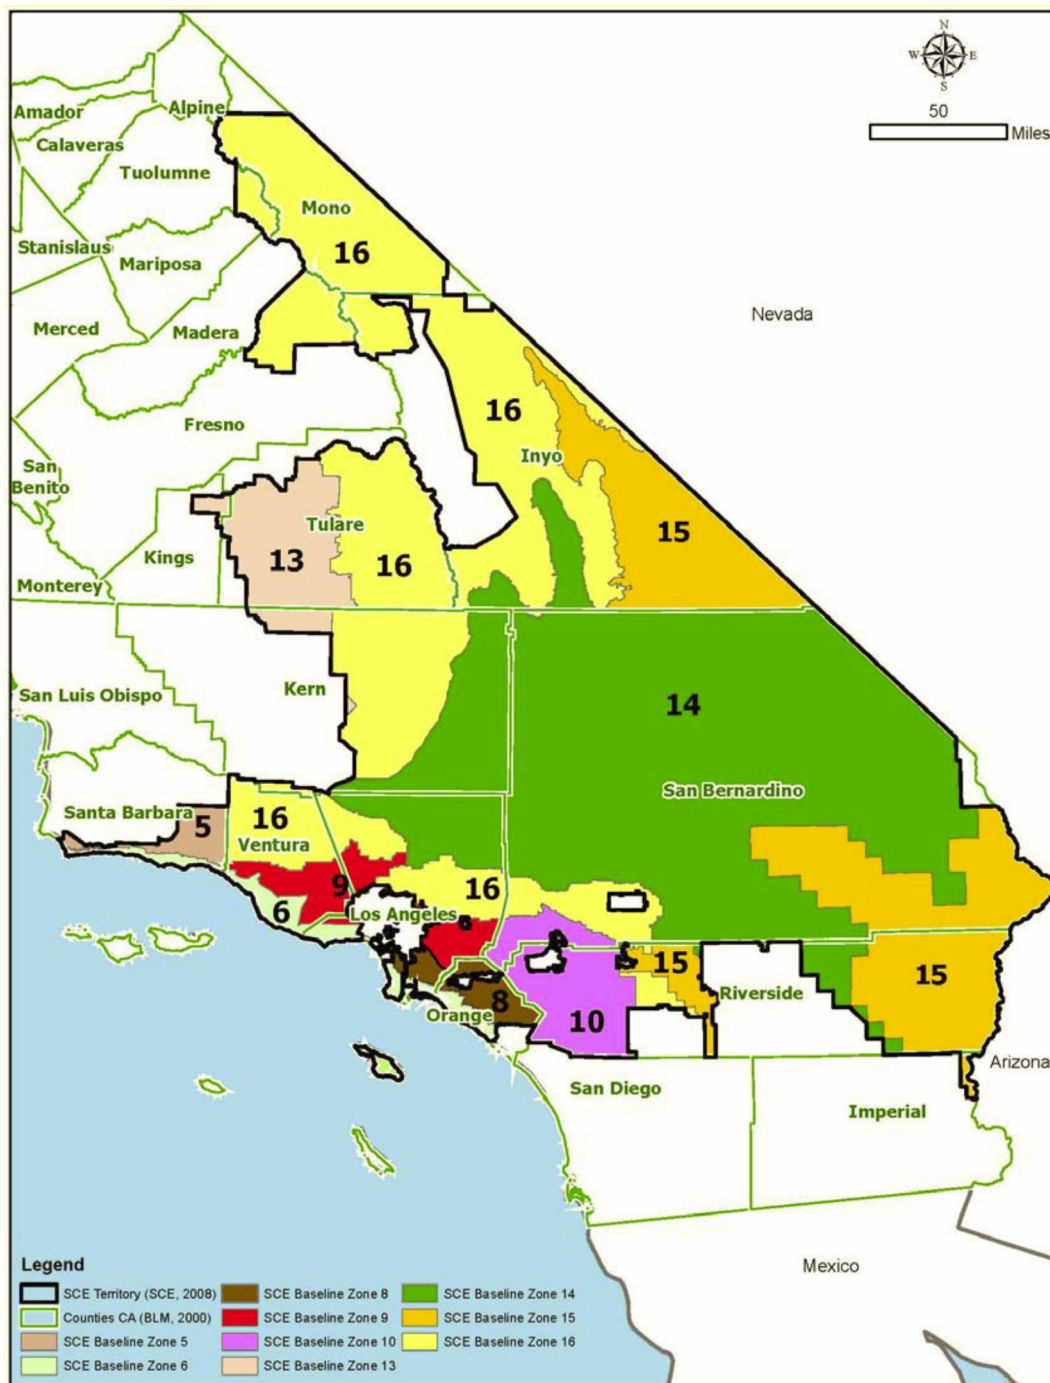 N
W E
S
50
Miles
Amador
Alpine
Calaveras
Tuolumne
Mono
Stanislaus
16
Mariposa
Nevada
Merced
Madera
16
Fresno
Inyo
San
Benito
Tulare
15
13
Kings
16
Monterey
Kern
San Luis Obispo
14
San Bernardino
Santa Barbara
5
16
Ventura
9
16
6
Los Angeles
15
15
Riverside
8
Orange
10
Arizona
San Diego
Imperial
Mexico
Legend
SCE Territory (SCE, 2008)
Counties CA (BLM, 2000)
SCE Baseline Zone 5
SCE Baseline Zone 6
SCE Baseline Zone 8
SCE Baseline Zone 9
SCE Baseline Zone 10
SCE Baseline Zone 13
SCE Baseline Zone 14
SCE Baseline Zone 15
SCE Baseline Zone 16